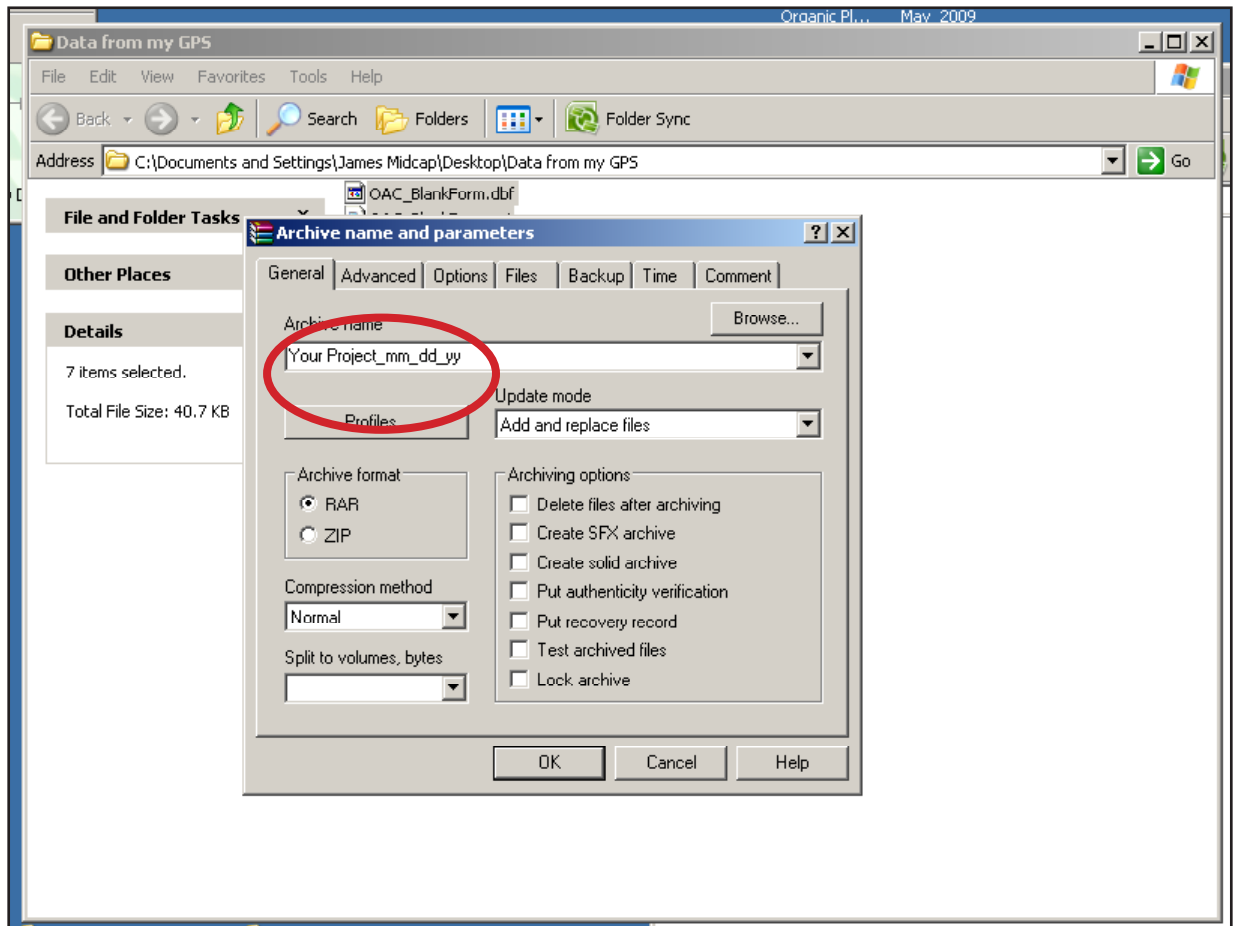 Organic Pl... May 2009
Data from my GPS
File Edit View Favorites Tools Help
Back Search Folders Folder Sync
Address C:\Documents and Settings\James Midcap\Desktop\Data from my GPS Go
OAC_BlankForm.dbf
File and Folder Tasks
Other Places
Details
7 items selected.
Total File Size: 40.7 KB
Archive name and parameters
General Advanced Options Files Backup Time Comment
Archive name
Browse...
Your Project_mm_dd_yy
Profiles...
Update mode
Add and replace files
Archive format
RAR
ZIP
Compression method
Normal
Split to volumes, bytes
Archiving options
Delete files after archiving
Create SFX archive
Create solid archive
Put authenticity verification
Put recovery record
Test archived files
Lock archive
OK Cancel Help